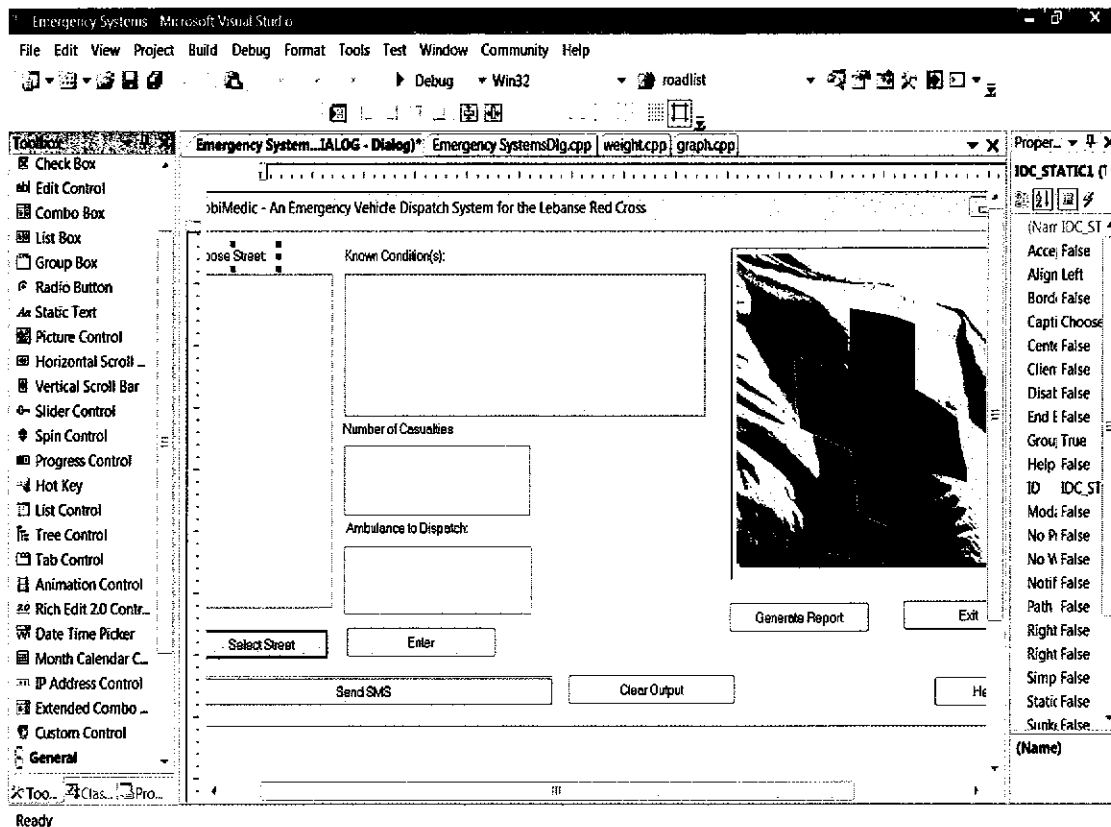 Emergency Systems - Microsoft Visual Studio
File Edit View Project Build Debug Format Tools Test Window Community Help
Debug Win32 roadlist
Toolbox
Emergency System...IALOG - Dialog)* Emergency SystemsDlg.cpp weight.cpp graph.cpp
Proper...
Check Box
Edit Control
Combo Box
List Box
Group Box
Radio Button
Static Text
Picture Control
Horizontal Scroll ...
Vertical Scroll Bar
Slider Control
Spin Control
Progress Control
Hot Key
List Control
Tree Control
Tab Control
Animation Control
Rich Edit 2.0 Contr...
Date Time Picker
Month Calendar C...
IP Address Control
Extended Combo ...
Custom Control
General
Too... Clas... Pro...
Ready
obiMedic - An Emergency Vehicle Dispatch System for the Lebanse Red Cross
oose Street:
Known Condition(s):
Number of Casualties
Ambulance to Dispatch:
Select Street
Enter
Generate Report
Exit
Send SMS
Clear Output
He
IDC_STATIC1 (T
(Nam IDC_ST
Acce False
Align Left
Bord False
Capti Choose
Cente False
Clien False
Disat False
End E False
Grou True
Help False
ID IDC_ST
Moda False
No Pr False
No W False
Notif False
Path False
Right False
Right False
Simp False
Static False
Sunk False
(Name)